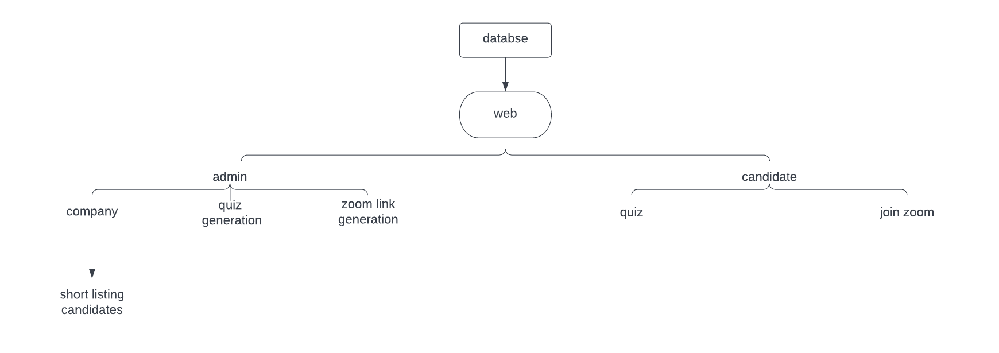 databse
web
admin
candidate
company
quiz
generation
zoom link
generation
quiz
join zoom
short listing
candidates